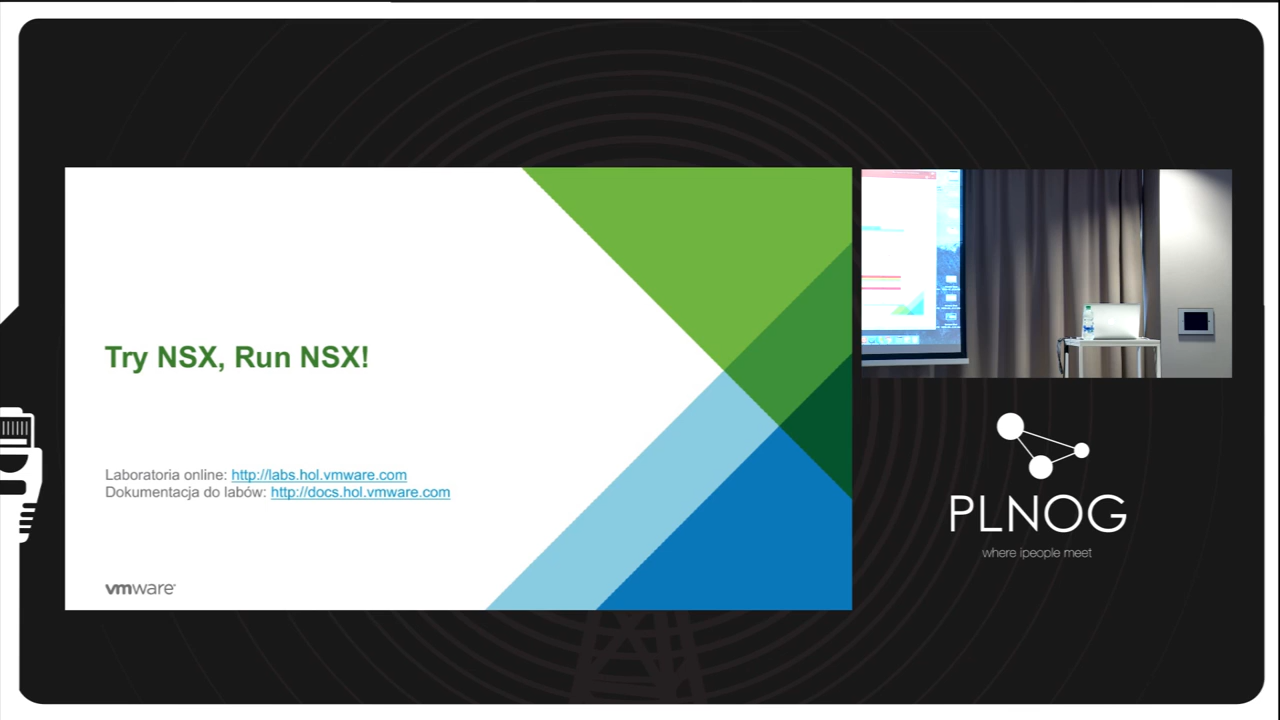 Try NSX, Run NSX!
Laboratoria online: http://labs.hol.vmware.com
Dokumentacja do labów: http://docs.hol.vmware.com
vmware
PLNOG
where ipeople meet